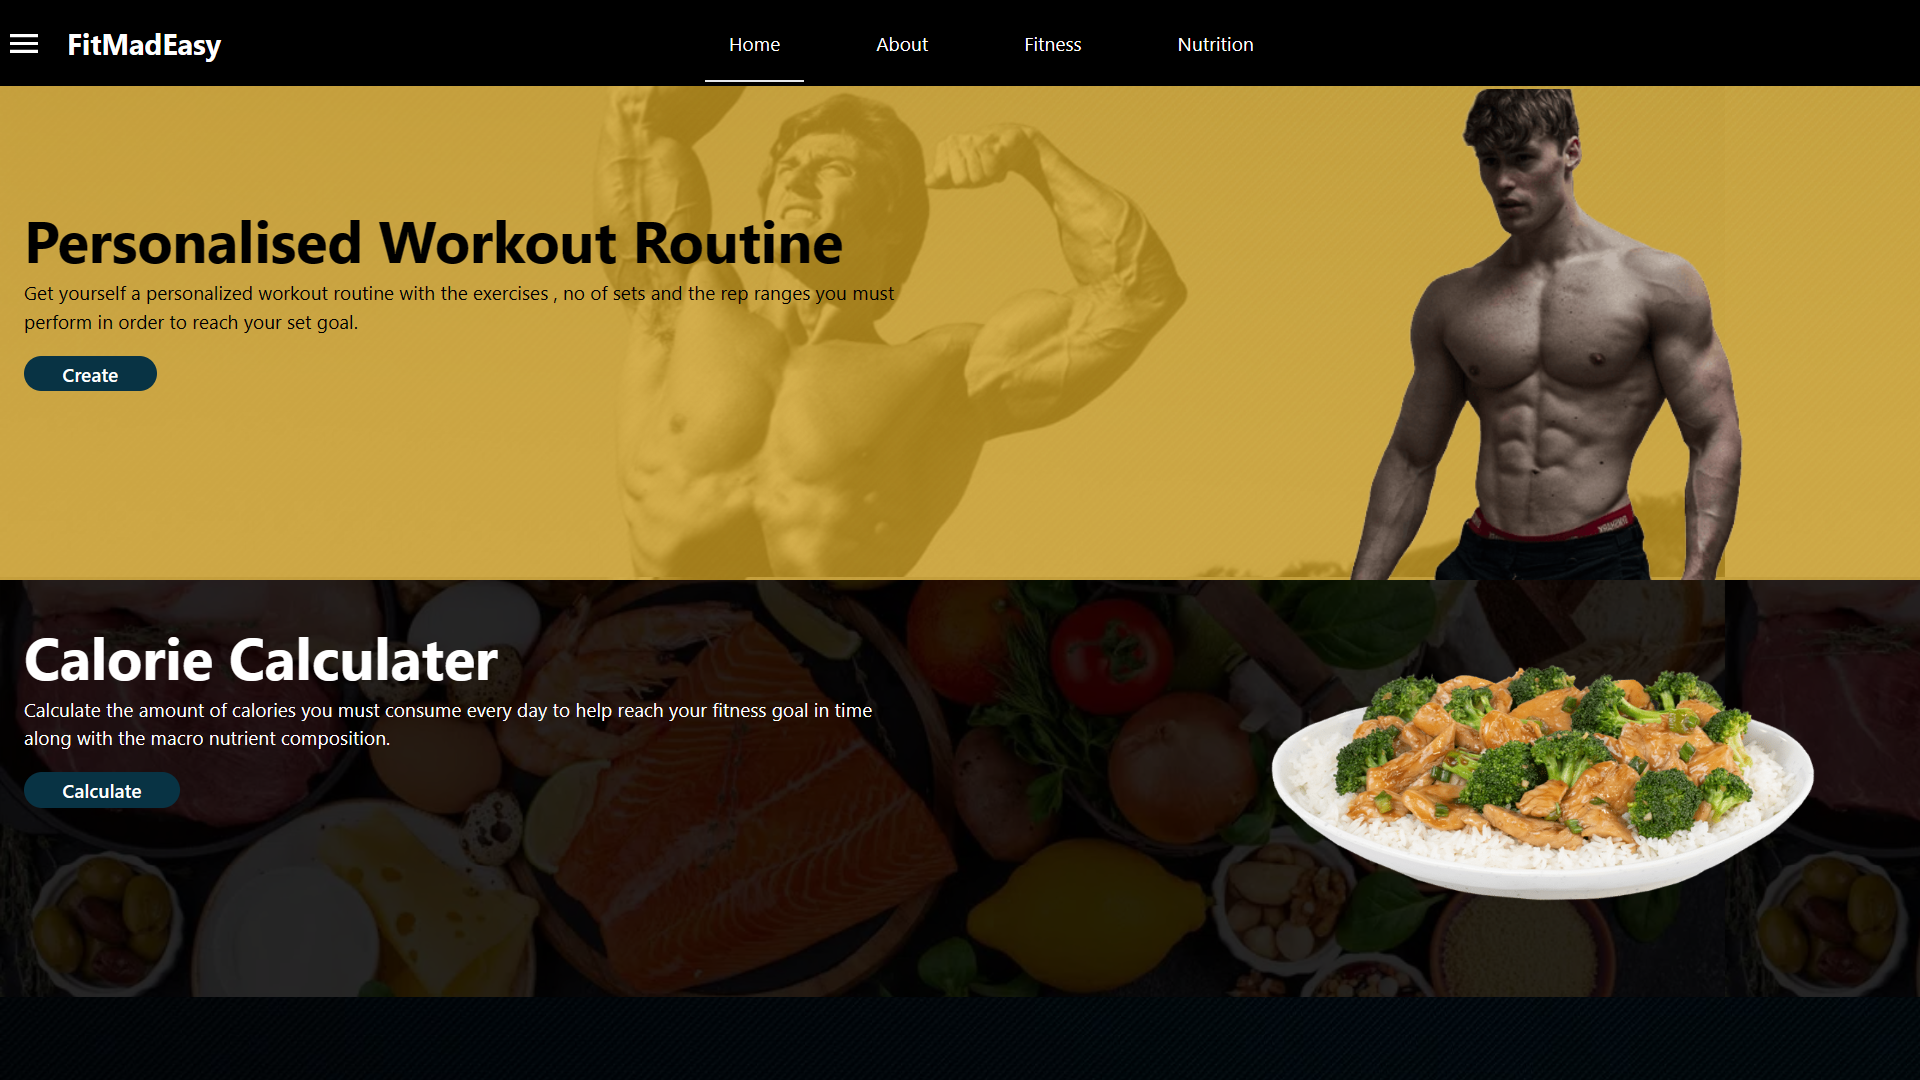 FitMadEasy
Home
About
Fitness
Nutrition
Personalised Workout Routine
Get yourself a personalized workout routine with the exercises , no of sets and the rep ranges you must
perform in order to reach your set goal.
Create
Calorie Calculater
Calculate the amount of calories you must consume every day to help reach your fitness goal in time
along with the macro nutrient composition.
Calculate